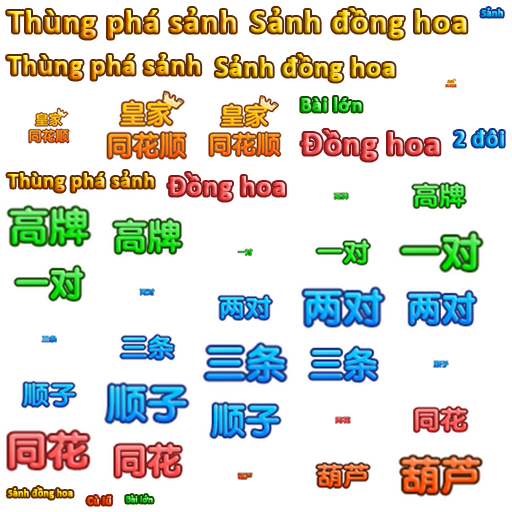 Thùng phá sảnh Sảnh đồng hoa Sảnh
Thùng phá sảnh Sảnh đồng hoa
皇家
同花顺
皇家
同花顺
皇家
同花顺
Bài lớn
Đồng hoa 2 đôi
Thùng phá sảnh Đồng hoa 高牌 高牌
高牌 高牌 一对 一对 一对
一对 两对 两对 两对 两对
三条 三条 三条 三条 顺子
顺子 顺子 顺子 同花 同花
同花 同花 葫芦 葫芦 葫芦
Sảnh đồng hoa Cù lũ Bài lớn